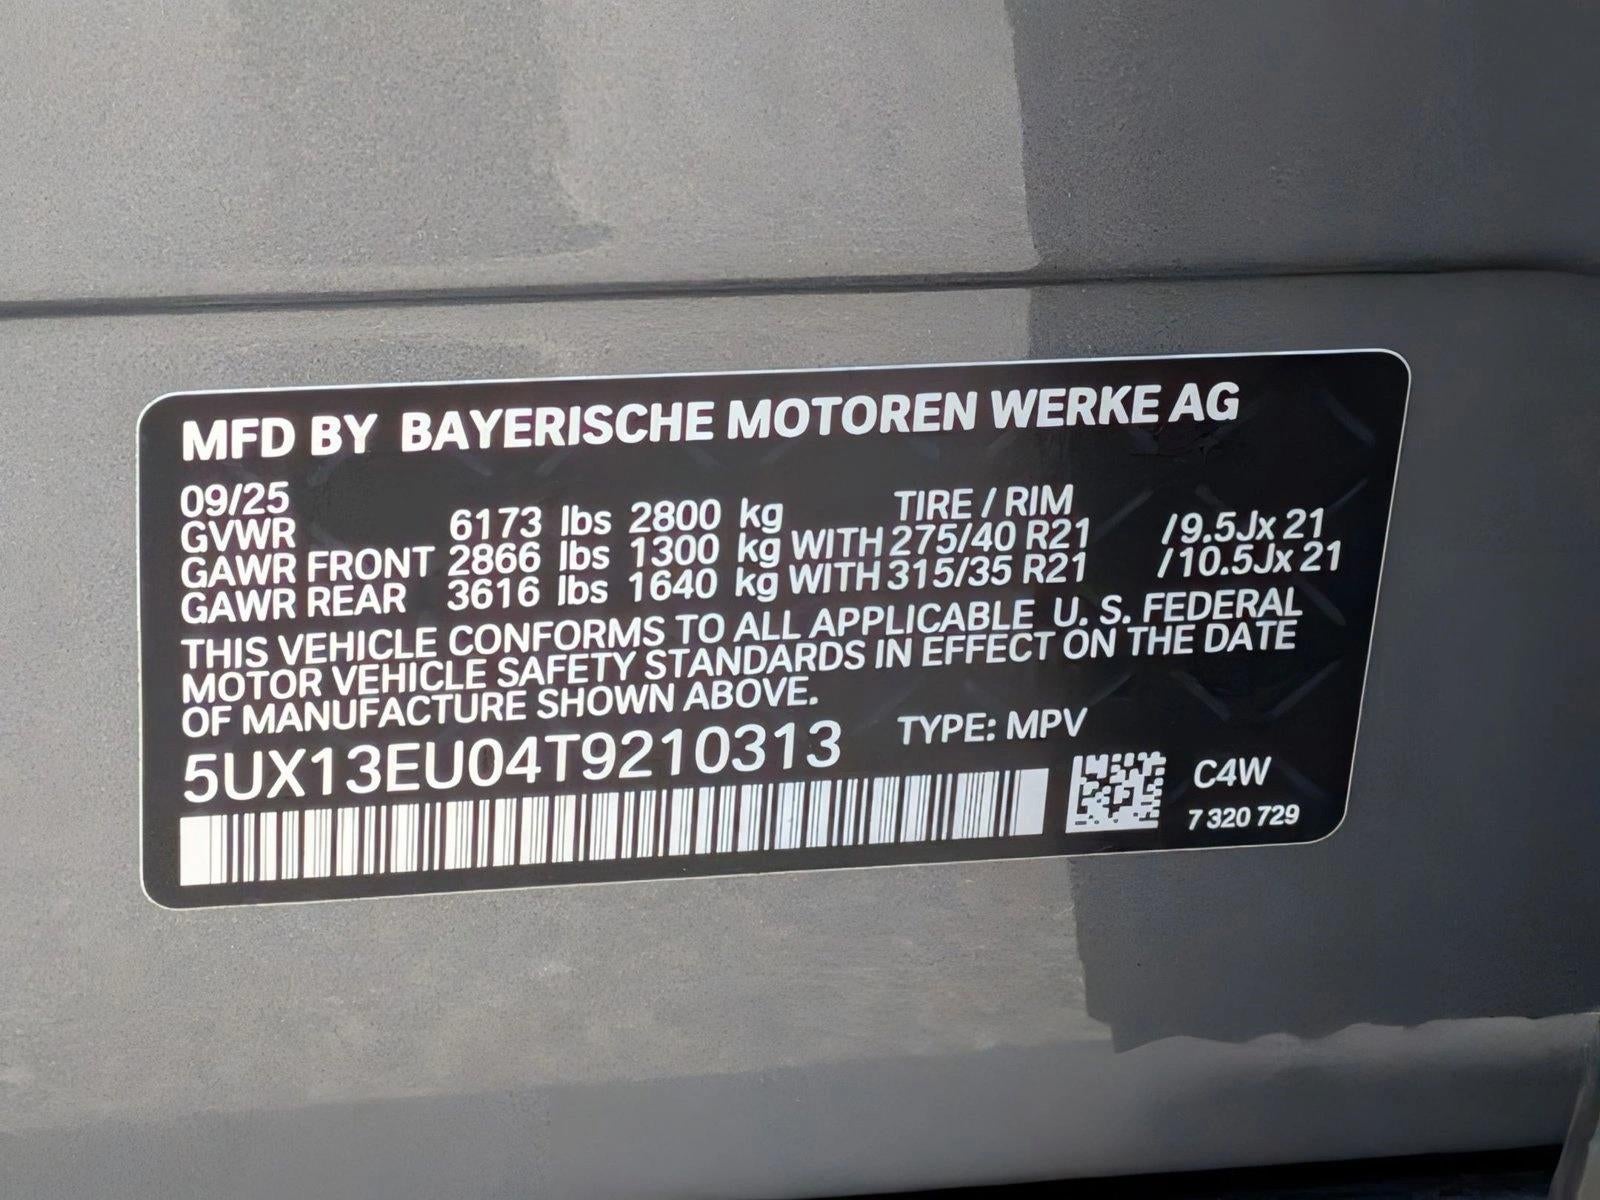 MFD BY BAYERISCHE MOTOREN WERKE AG
09/25 TIRE / RIM
GVWR 6173 lbs 2800 kg
GAWR FRONT 2866 lbs 1300 kg WITH 275/40 R21 /9.5Jx 21
GAWR REAR 3616 lbs 1640 kg WITH 315/35 R21 /10.5Jx 21
THIS VEHICLE CONFORMS TO ALL APPLICABLE U. S. FEDERAL
MOTOR VEHICLE SAFETY STANDARDS IN EFFECT ON THE DATE
OF MANUFACTURE SHOWN ABOVE.
5UX13EU04T9210313 TYPE: MPV
C4W
7 320 729